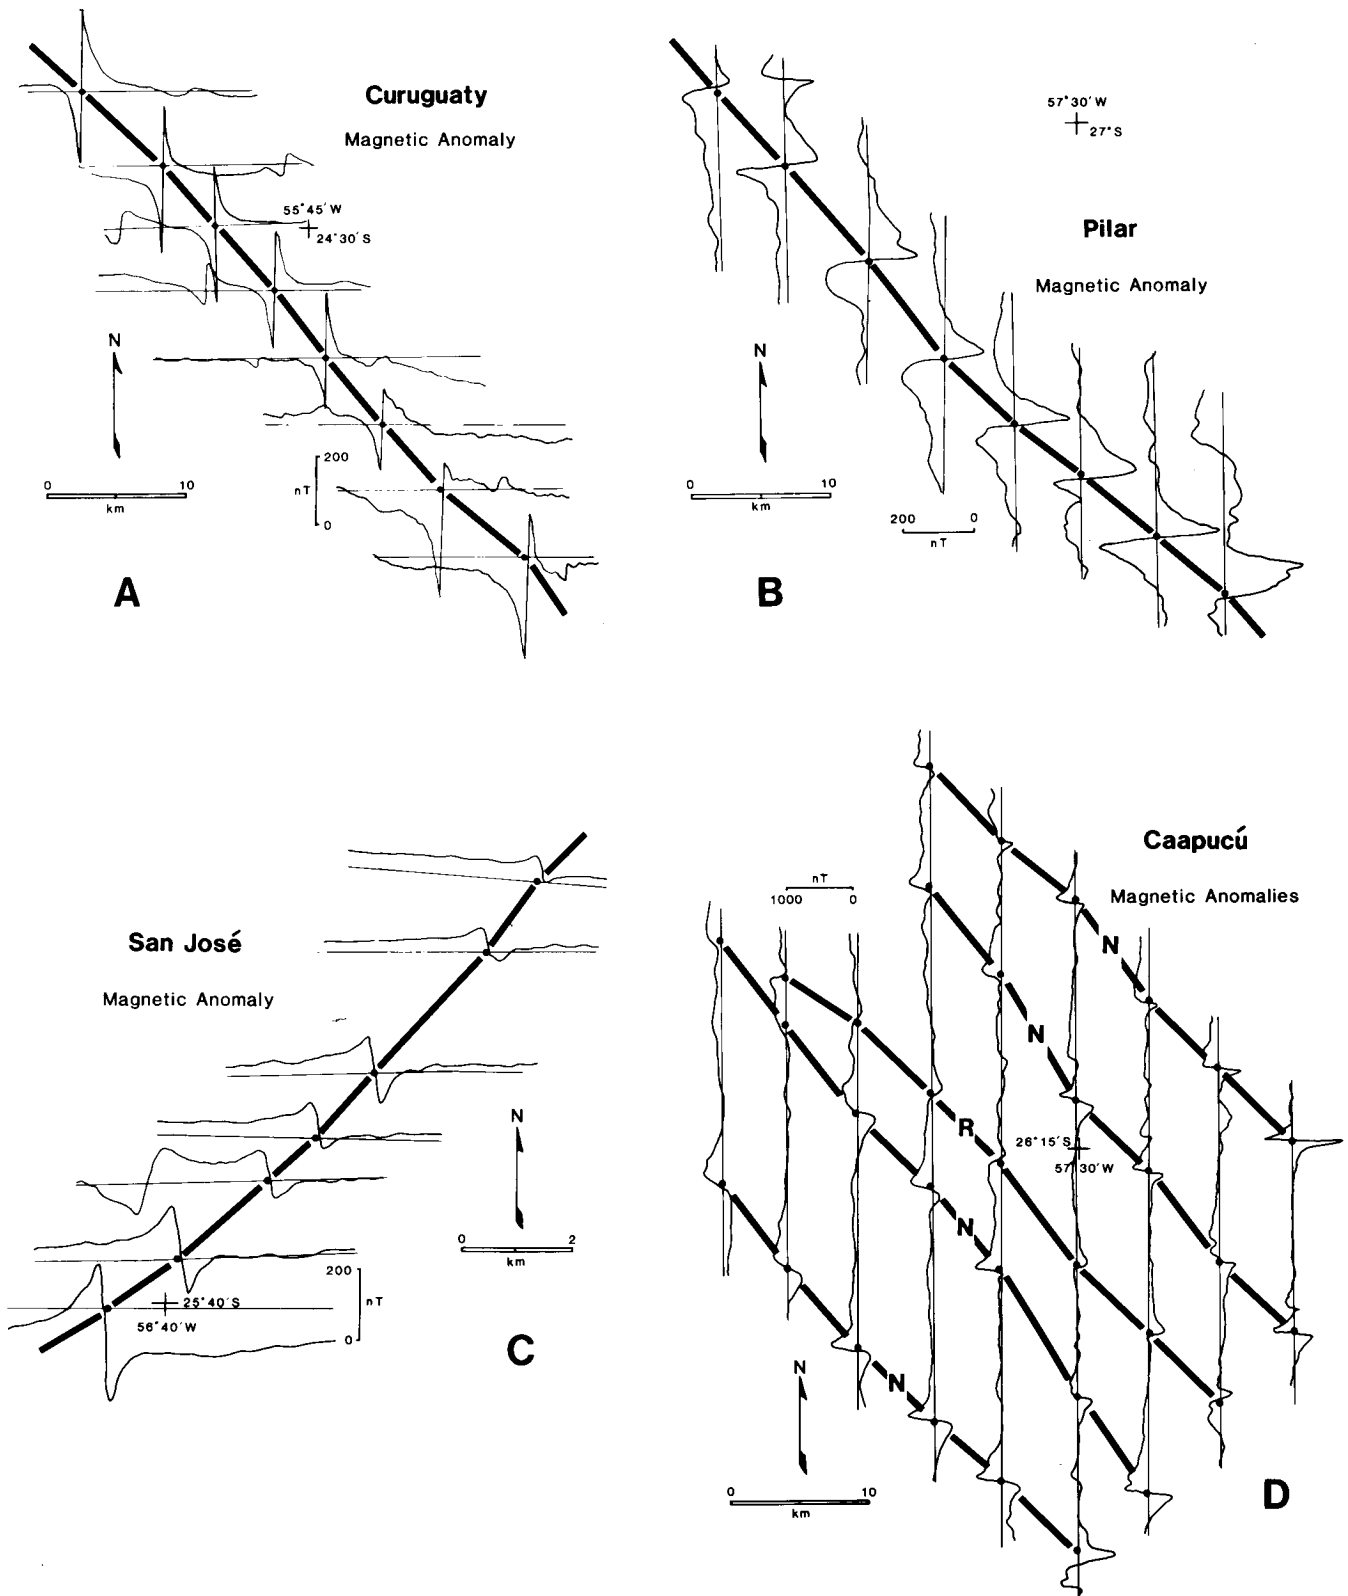 Curuguaty
Magnetic Anomaly
55°45'W
24°30'S
N
200
nT
0
0 10
km
A
57°30'W
27°S
Pilar
Magnetic Anomaly
N
0 10
km
200 0
nT
B
San José
Magnetic Anomaly
N
0 2
km
25°40'S
56°40'W
200
nT
0
C
Caapucú
Magnetic Anomalies
nT
1000 0
N
N
R
26°15'S
57°30'W
N
N
N
0 10
km
D